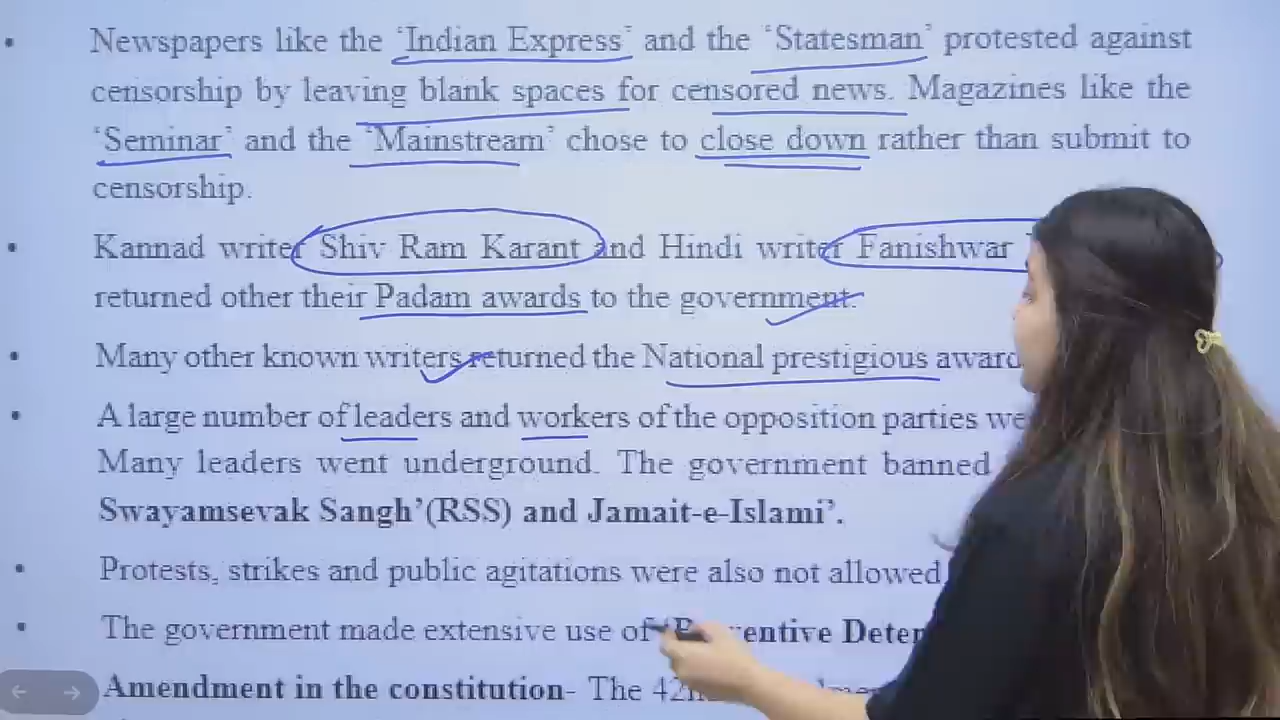 • Newspapers like the ‘Indian Express’ and the ‘Statesman’ protested against
censorship by leaving blank spaces for censored news. Magazines like the
‘Seminar’ and the ‘Mainstream’ chose to close down rather than submit to
censorship.
• Kannad writer Shiv Ram Karant and Hindi writer Fanishwar
returned other their Padam awards to the government.
• Many other known writers returned the National prestigious award
• A large number of leaders and workers of the opposition parties
Many leaders went underground. The government banned
Swayamsevak Sangh’(RSS) and Jamait-e-Islami’.
• Protests, strikes and public agitations were also not allowed
• The government made extensive use of
Amendment in the constitution- The